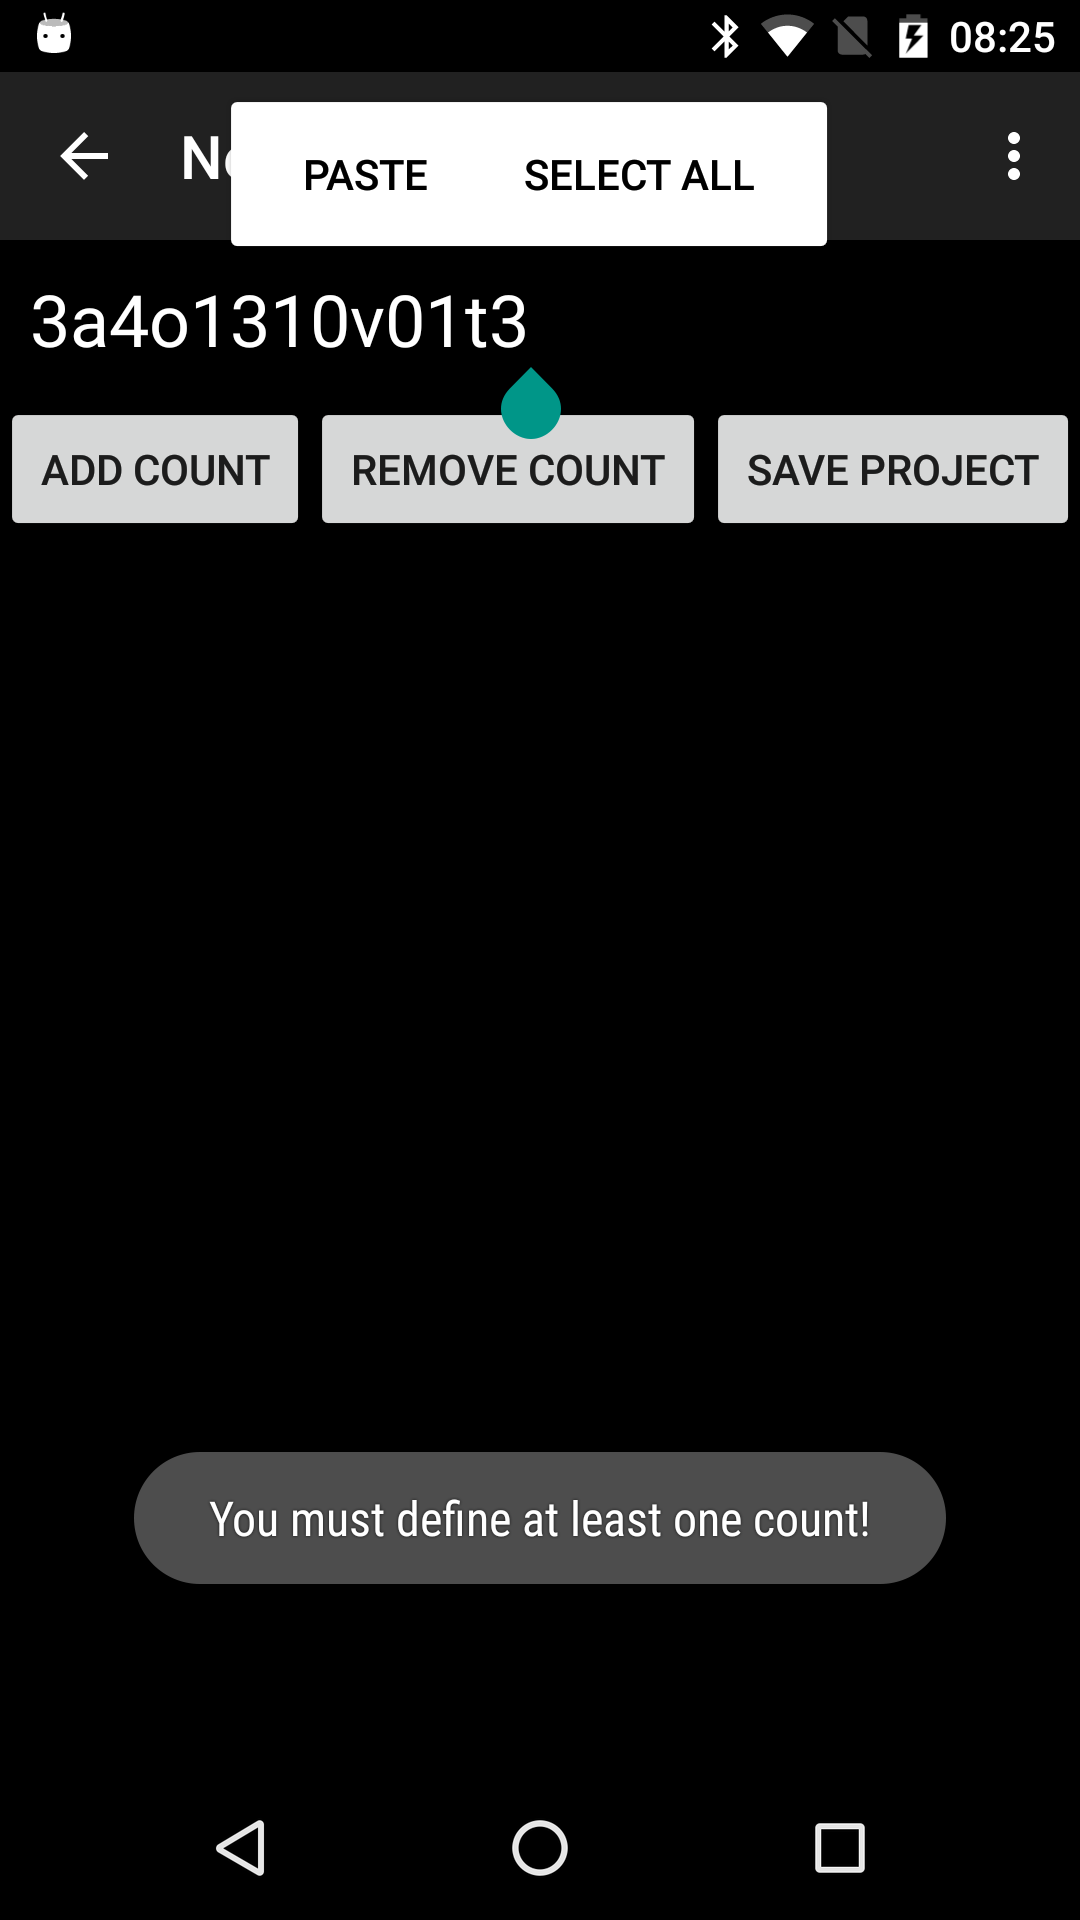 08:25
PASTE SELECT ALL
3a4o1310v01t3
ADD COUNT REMOVE COUNT SAVE PROJECT
You must define at least one count!